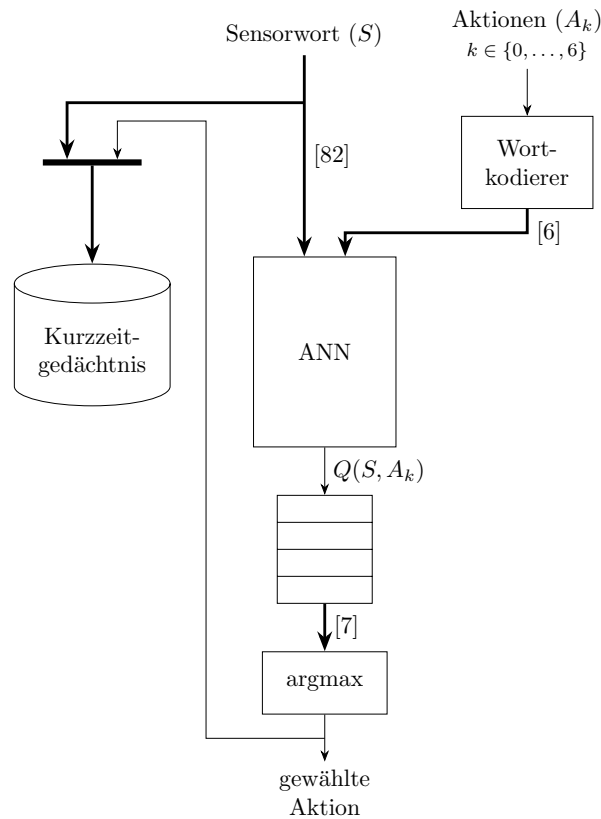 Sensorwort (S)
Aktionen (A_k)
k ∈ {0, . . . , 6}
[82]
Wort-
kodierer
[6]
Kurzzeit-
gedächtnis
ANN
Q(S, A_k)
[7]
argmax
gewählte
Aktion